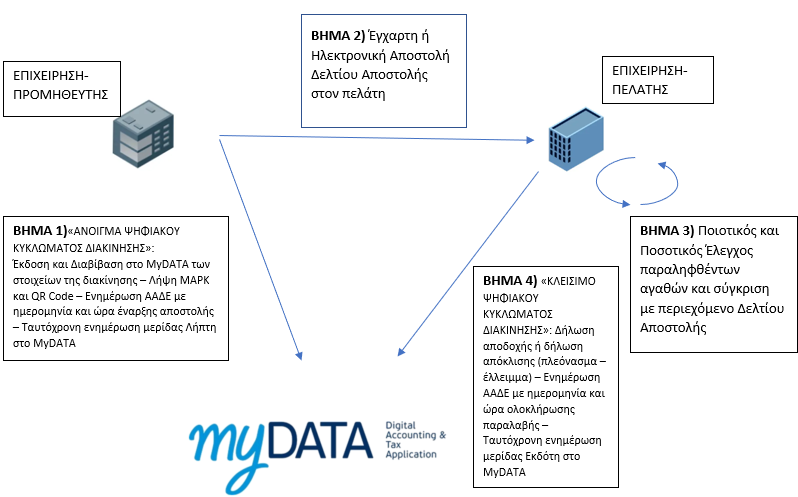 ΒΗΜΑ 2) Έγχαρτη ή
Ηλεκτρονική Αποστολή
Δελτίου Αποστολής
στον πελάτη
ΕΠΙΧΕΙΡΗΣΗ-
ΠΡΟΜΗΘΕΥΤΗΣ
ΕΠΙΧΕΙΡΗΣΗ-
ΠΕΛΑΤΗΣ
ΒΗΜΑ 1)«ΑΝΟΙΓΜΑ ΨΗΦΙΑΚΟΥ
ΚΥΚΛΩΜΑΤΟΣ ΔΙΑΚΙΝΗΣΗΣ»:
Έκδοση και Διαβίβαση στο MyDATA των
στοιχείων της διακίνησης – Λήψη ΜΑΡΚ
και QR Code – Ενημέρωση ΑΑΔΕ με
ημερομηνία και ώρα έναρξης αποστολής
– Ταυτόχρονη ενημέρωση μερίδας Λήπτη
στο MyDATA
ΒΗΜΑ 3) Ποιοτικός και
Ποσοτικός Έλεγχος
παραληφθέντων
αγαθών και σύγκριση
με περιεχόμενο Δελτίου
Αποστολής
ΒΗΜΑ 4) «ΚΛΕΙΣΙΜΟ
ΨΗΦΙΑΚΟΥ
ΚΥΚΛΩΜΑΤΟΣ
ΔΙΑΚΙΝΗΣΗΣ»: Δήλωση
αποδοχής ή δήλωση
απόκλισης (πλεόνασμα –
έλλειμμα) – Ενημέρωση
ΑΑΔΕ με ημερομηνία και
ώρα ολοκλήρωσης
παραλαβής –
Ταυτόχρονη ενημέρωση
μερίδας Εκδότη στο
MyDATA
myDATA
Digital
Accounting &
Tax
Application